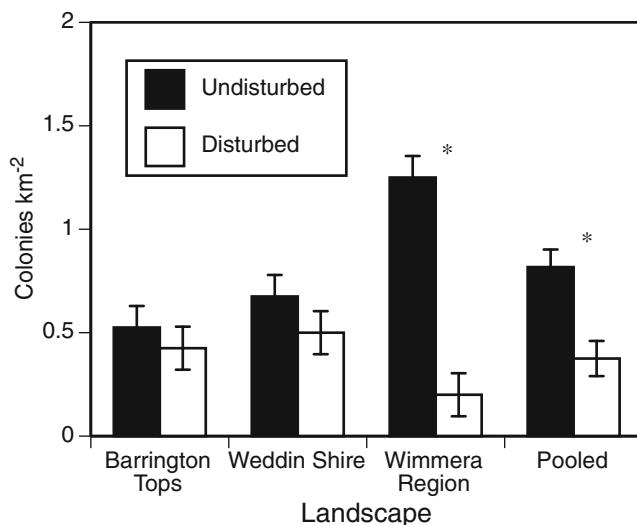 2
1.5
1
0.5
0
Colonies km⁻²
Undisturbed
Disturbed
*
*
Barrington
Tops
Weddin Shire
Wimmera
Region
Pooled
Landscape